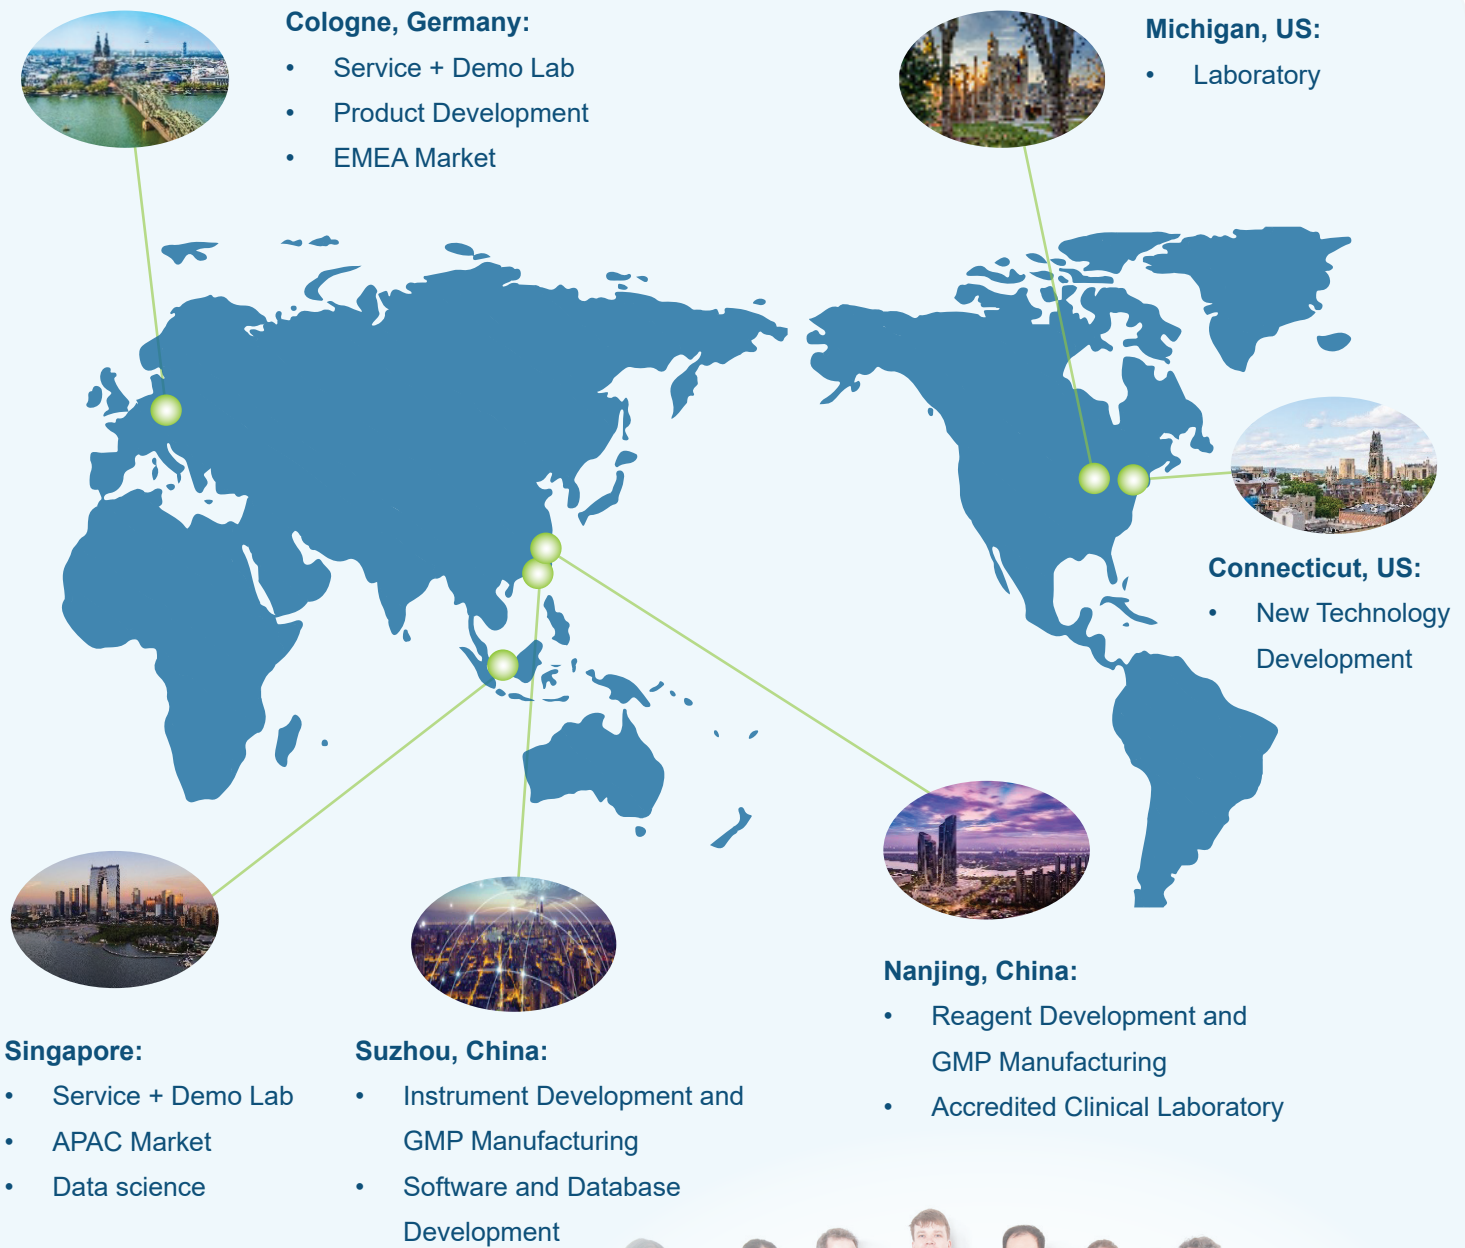 Cologne, Germany:
• Service + Demo Lab
• Product Development
• EMEA Market
Michigan, US:
• Laboratory
Connecticut, US:
• New Technology
Development
Nanjing, China:
• Reagent Development and
GMP Manufacturing
• Accredited Clinical Laboratory
Singapore:
• Service + Demo Lab
• APAC Market
• Data science
Suzhou, China:
• Instrument Development and
GMP Manufacturing
• Software and Database
Development